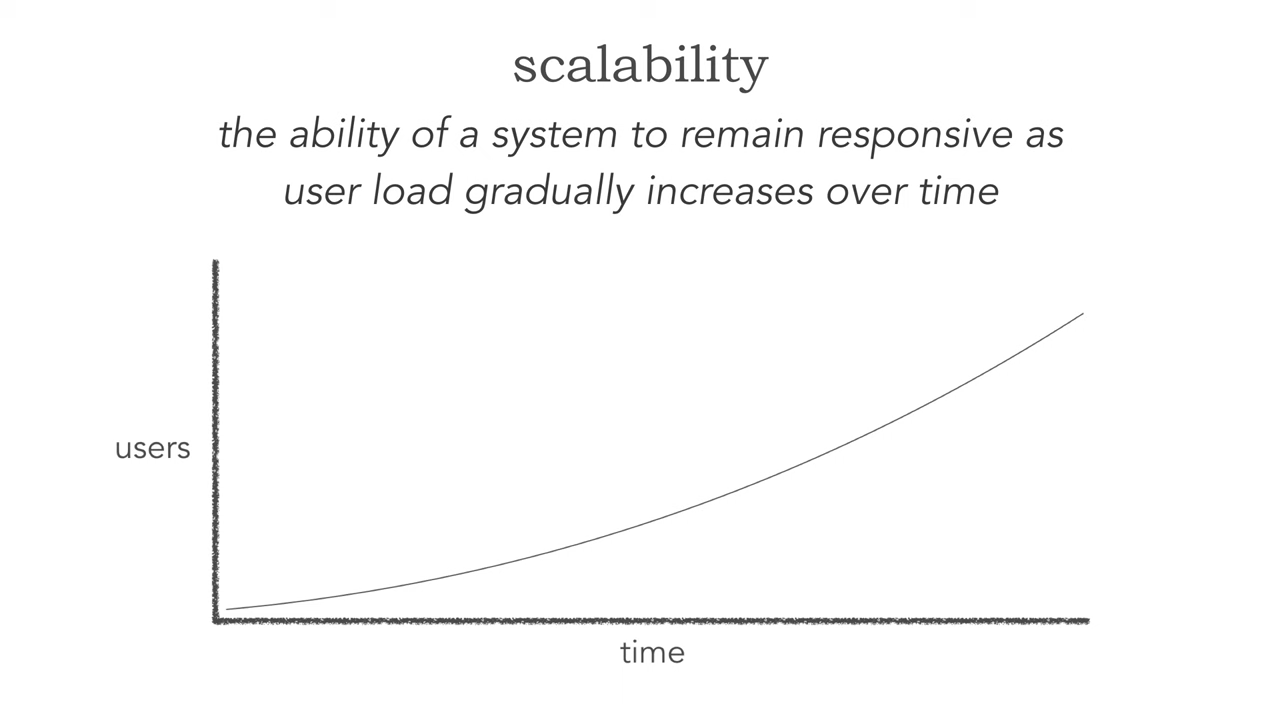 scalability
the ability of a system to remain responsive as
user load gradually increases over time
users
time